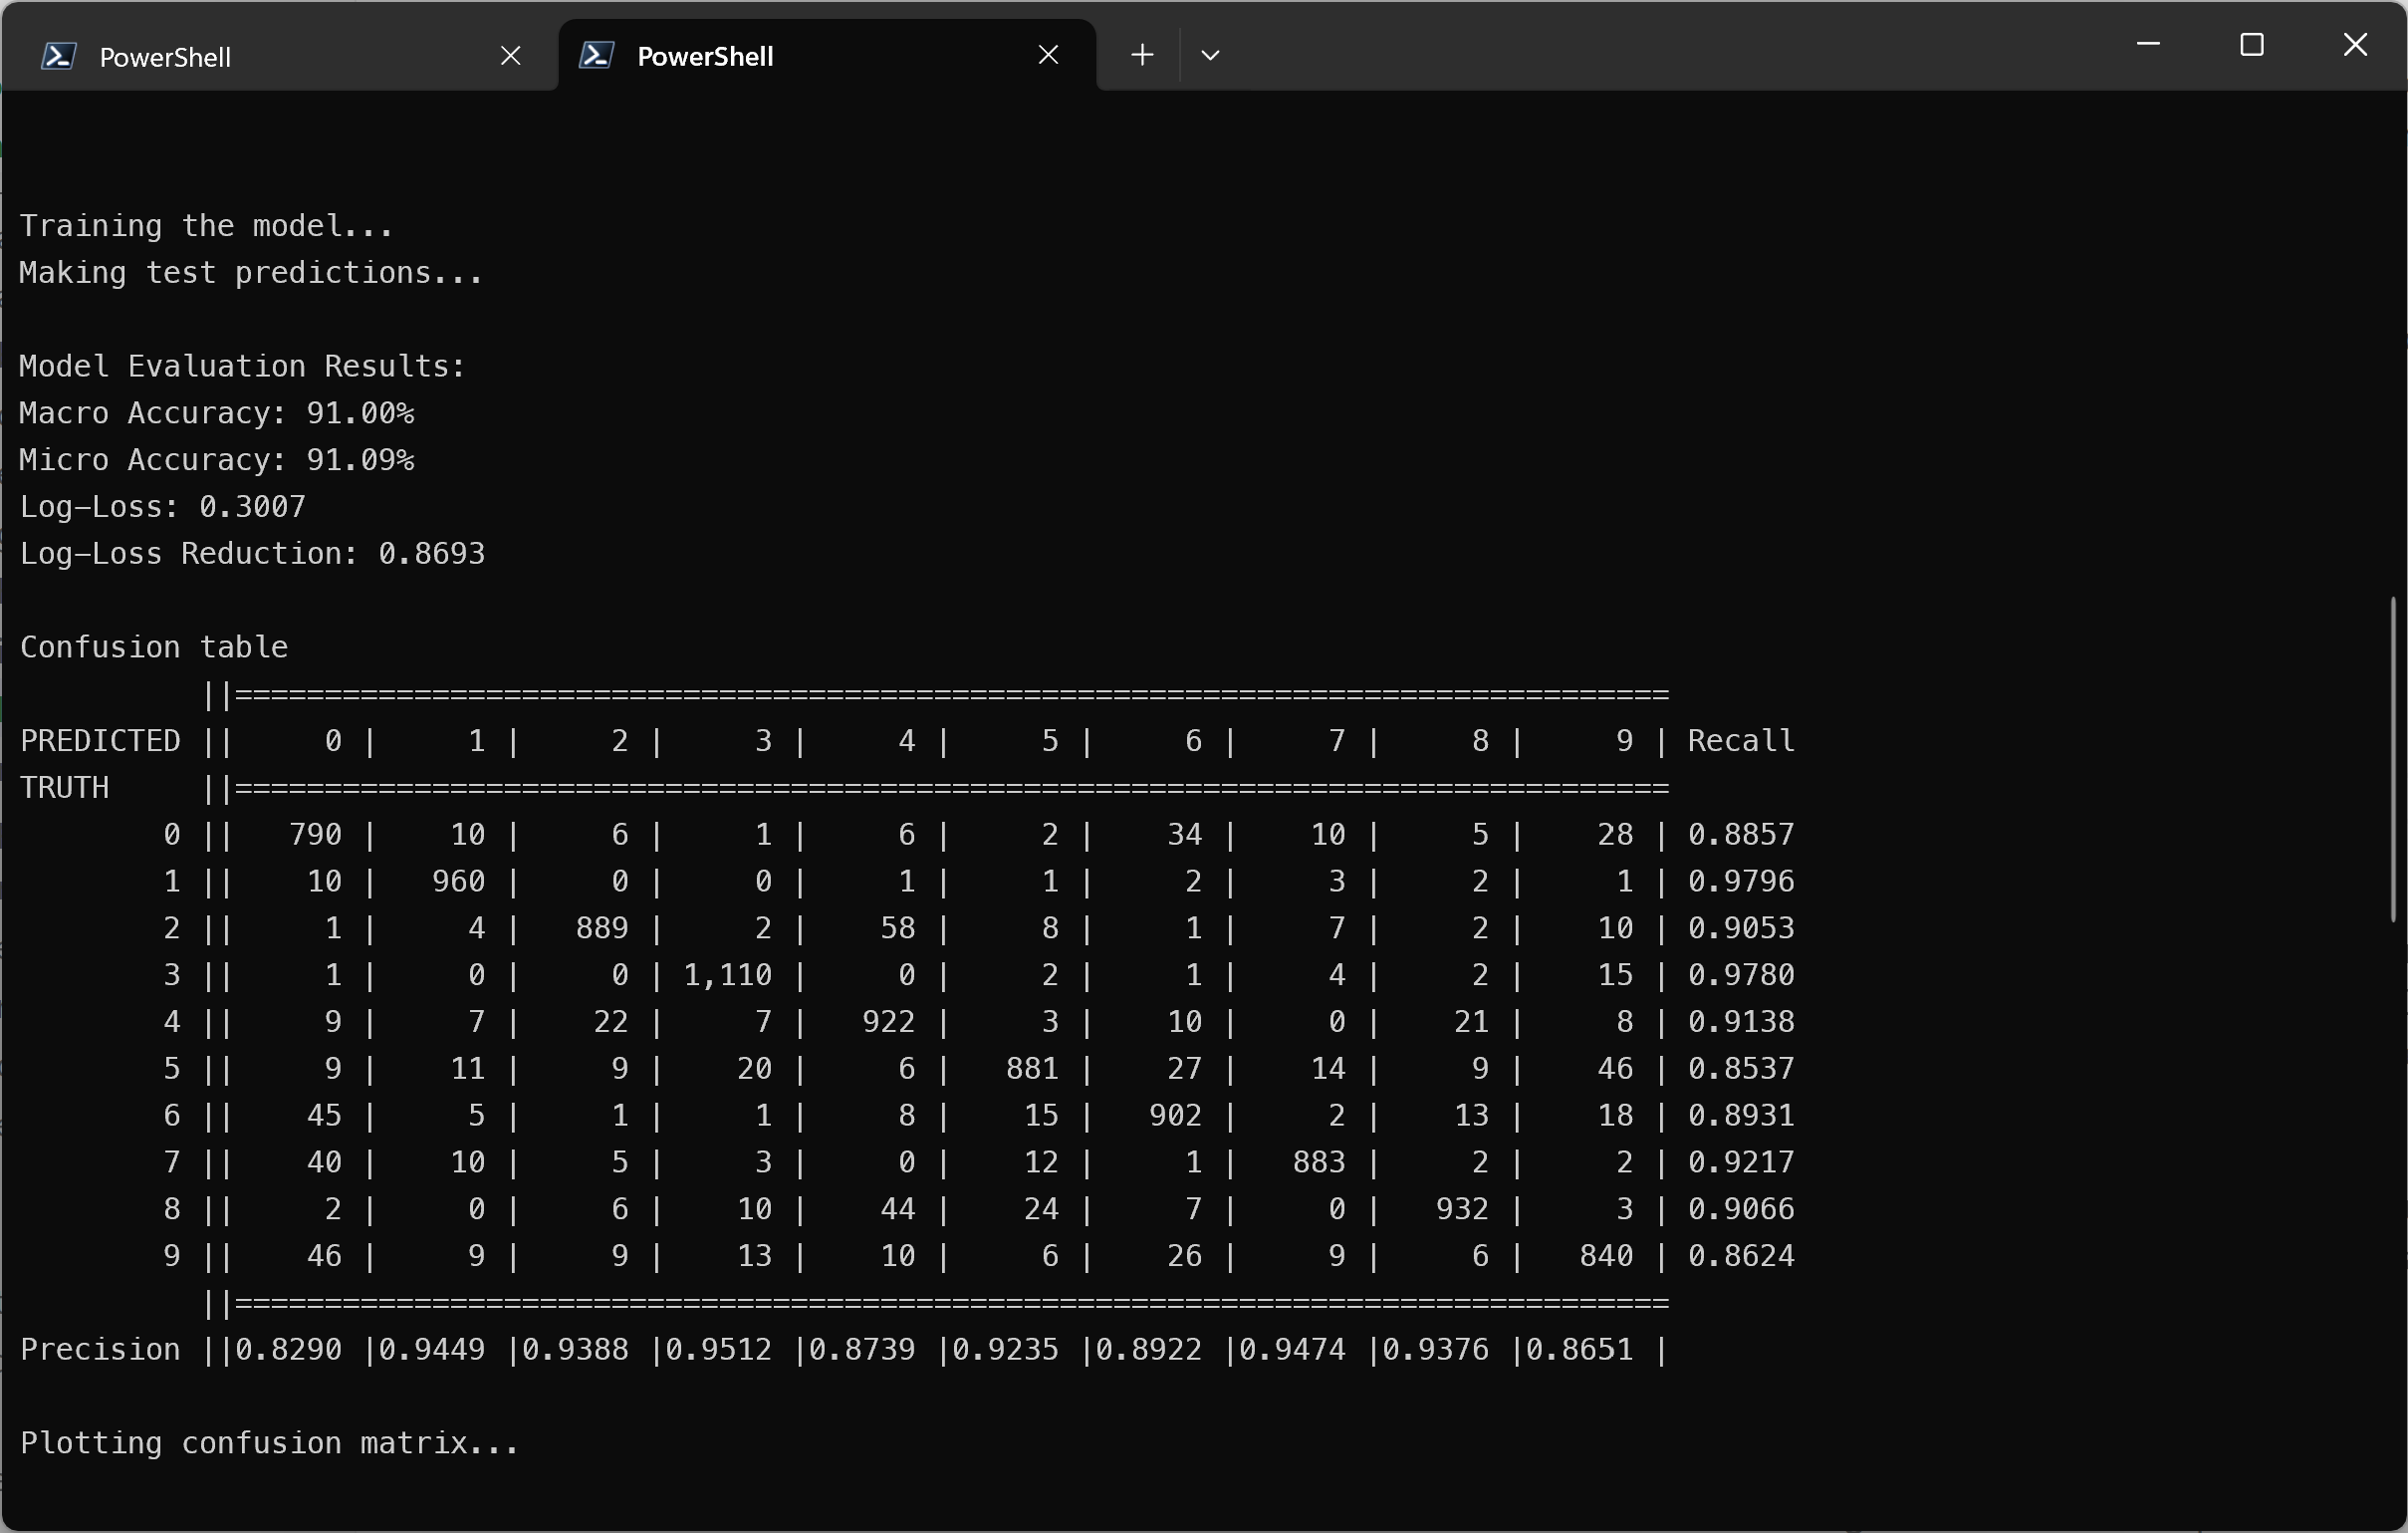 PowerShell PowerShell
Training the model...
Making test predictions...
Model Evaluation Results:
Macro Accuracy: 91.00%
Micro Accuracy: 91.09%
Log-Loss: 0.3007
Log-Loss Reduction: 0.8693
Confusion table
          ||================================================================================
PREDICTED ||     0 |     1 |     2 |     3 |     4 |     5 |     6 |     7 |     8 |     9 | Recall
TRUTH     ||================================================================================
        0 ||   790 |    10 |     6 |     1 |     6 |     2 |    34 |    10 |     5 |    28 | 0.8857
        1 ||    10 |   960 |     0 |     0 |     1 |     1 |     2 |     3 |     2 |     1 | 0.9796
        2 ||     1 |     4 |   889 |     2 |    58 |     8 |     1 |     7 |     2 |    10 | 0.9053
        3 ||     1 |     0 |     0 | 1,110 |     0 |     2 |     1 |     4 |     2 |    15 | 0.9780
        4 ||     9 |     7 |    22 |     7 |   922 |     3 |    10 |     0 |    21 |     8 | 0.9138
        5 ||     9 |    11 |     9 |    20 |     6 |   881 |    27 |    14 |     9 |    46 | 0.8537
        6 ||    45 |     5 |     1 |     1 |     8 |    15 |   902 |     2 |    13 |    18 | 0.8931
        7 ||    40 |    10 |     5 |     3 |     0 |    12 |     1 |   883 |     2 |     2 | 0.9217
        8 ||     2 |     0 |     6 |    10 |    44 |    24 |     7 |     0 |   932 |     3 | 0.9066
        9 ||    46 |     9 |     9 |    13 |    10 |     6 |    26 |     9 |     6 |   840 | 0.8624
          ||================================================================================
Precision ||0.8290 |0.9449 |0.9388 |0.9512 |0.8739 |0.9235 |0.8922 |0.9474 |0.9376 |0.8651 |
Plotting confusion matrix...